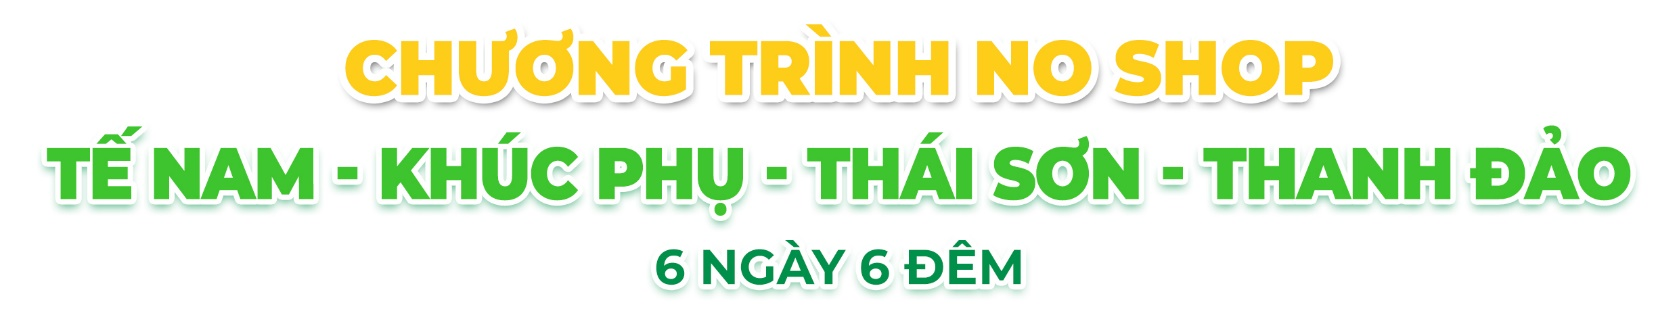 CHƯƠNG TRÌNH NO SHOP
TẾ NAM - KHÚC PHỤ - THÁI SƠN - THANH ĐẢO
6 NGÀY 6 ĐÊM